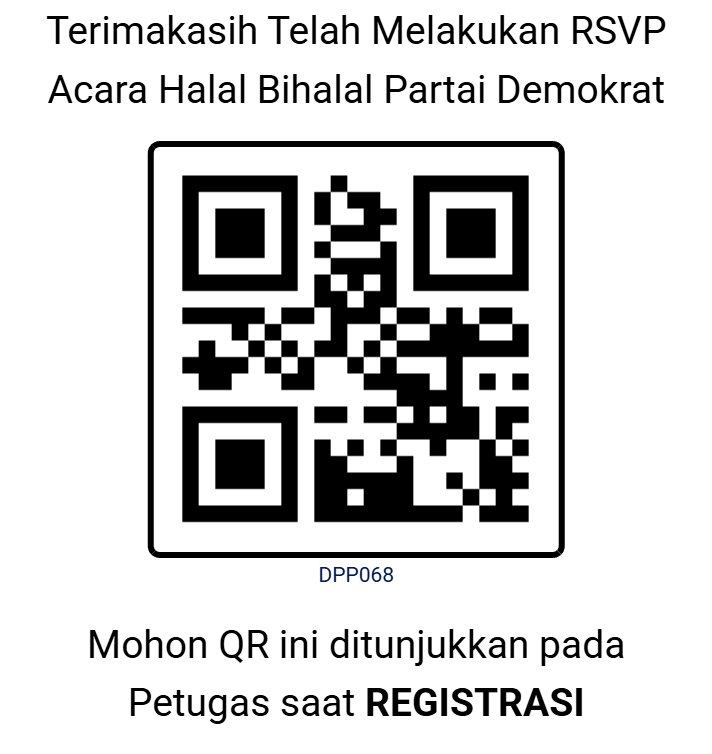 Terimakasih Telah Melakukan RSVP
Acara Halal Bihalal Partai Demokrat
DPP068
Mohon QR ini ditunjukkan pada
Petugas saat REGISTRASI